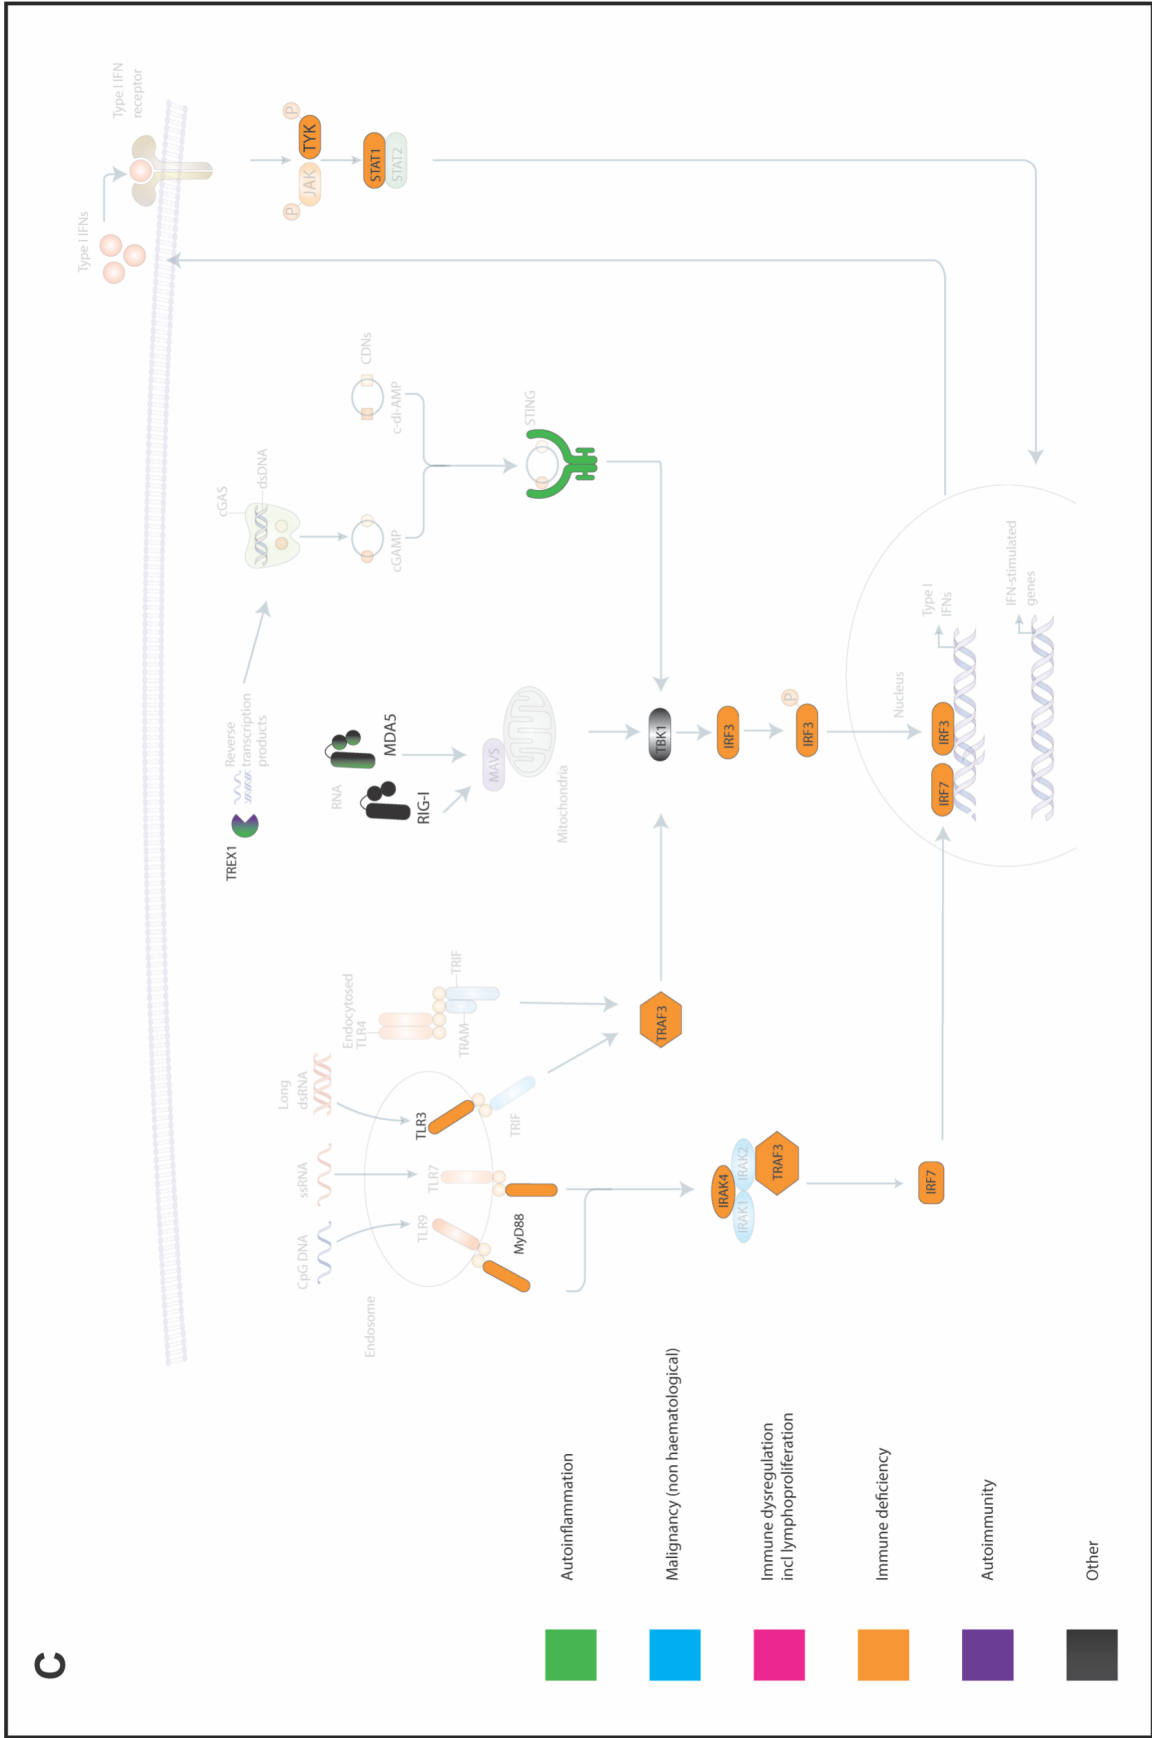 C
Type I IFNs
Type I IFN
receptor
P
JAK
TYK
P
STAT1
STAT2
cGAS
dsDNA
cGAMP
c-di-AMP
CDNs
STING
TREX1
Reverse
transcription
products
RNA
MDA5
RIG-I
MAVS
Mitochondria
Endosome
CpG DNA
ssRNA
Long
dsRNA
TLR9
TLR7
TLR3
MyD88
TRIF
Endocytosed
TLR4
TRAM
TRIF
TRAF3
TBK1
IRF3
IRF3
P
IRAK4
IRAK1
IRAK2
TRAF3
IRF7
Nucleus
IRF7
IRF3
Type I
IFNs
IFN-stimulated
genes
Autoinflammation
Malignancy (non haematological)
Immune dysregulation
incl lymphoproliferation
Immune deficiency
Autoimmunity
Other